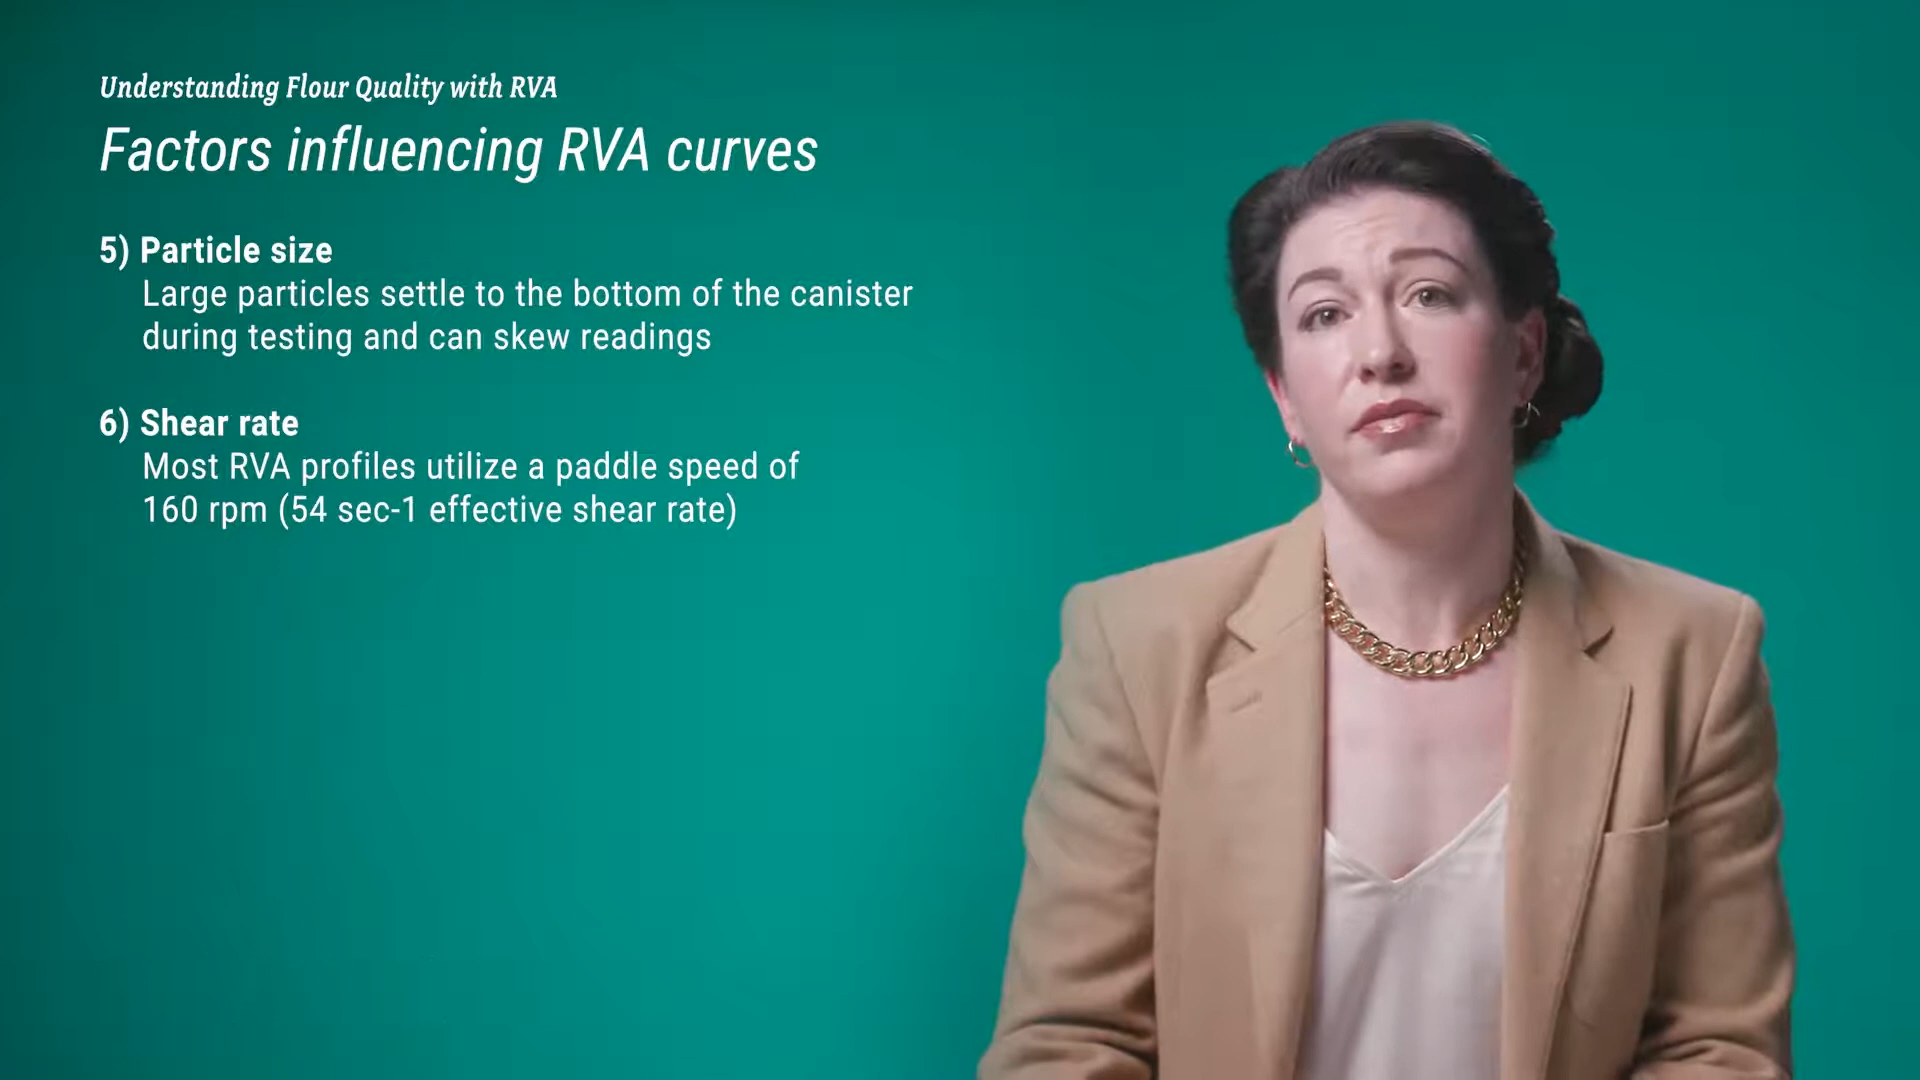 Understanding Flour Quality with RVA
Factors influencing RVA curves
5) Particle size
Large particles settle to the bottom of the canister
during testing and can skew readings
6) Shear rate
Most RVA profiles utilize a paddle speed of
160 rpm (54 sec-1 effective shear rate)